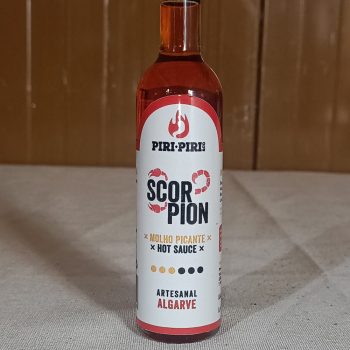 PIRI-PIRI
SCOR
PION
× MOLHO PICANTE ×
× HOT SAUCE ×
ARTESANAL
ALGARVE